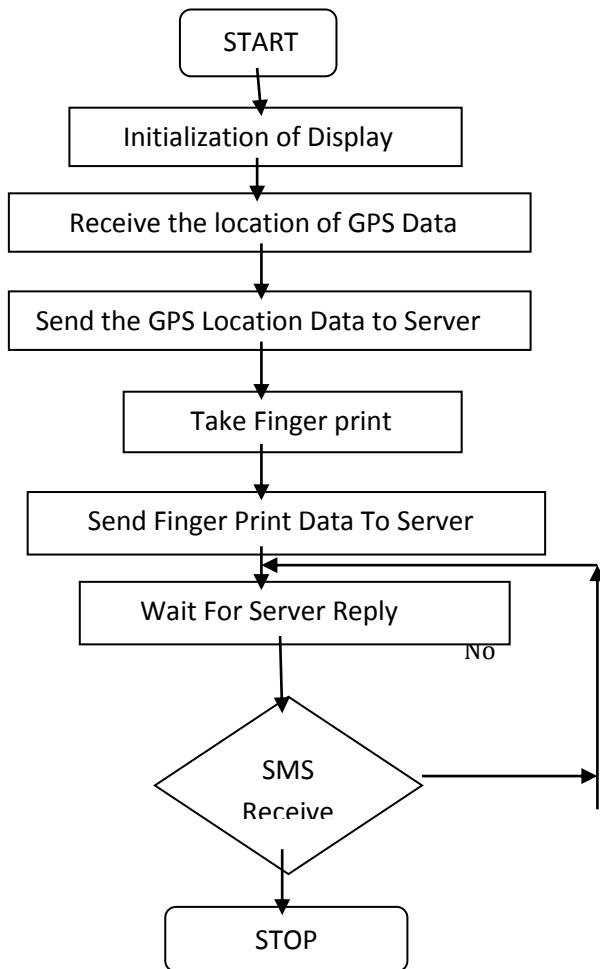 START
Initialization of Display
Receive the location of GPS Data
Send the GPS Location Data to Server
Take Finger print
Send Finger Print Data To Server
Wait For Server Reply
No
SMS
Receive
STOP